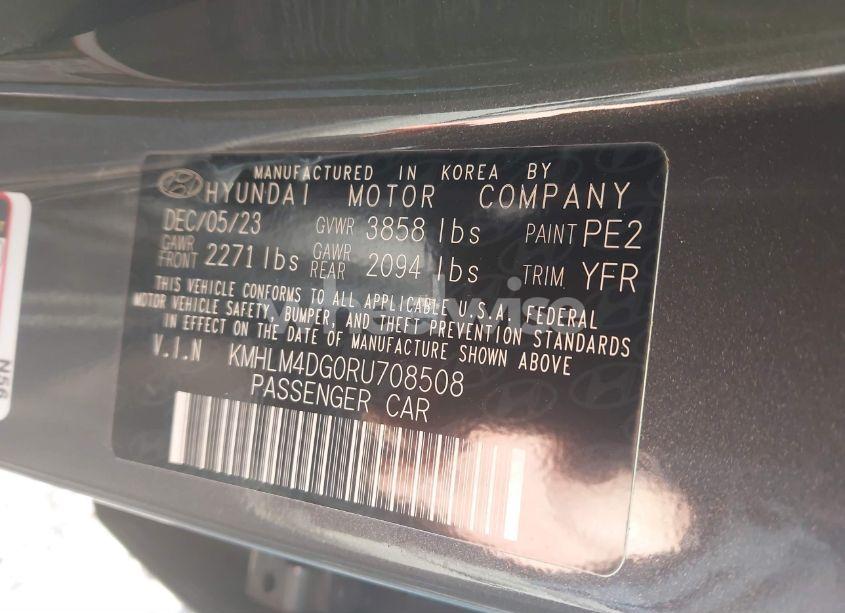 MANUFACTURED IN KOREA BY
HYUNDAI MOTOR COMPANY
DEC/05/23 GVWR 3858 lbs PAINT PE2
GAWR FRONT 2271 lbs GAWR REAR 2094 lbs TRIM YFR
THIS VEHICLE CONFORMS TO ALL APPLICABLE U.S.A. FEDERAL
MOTOR VEHICLE SAFETY, BUMPER, AND THEFT PREVENTION STANDARDS
IN EFFECT ON THE DATE OF MANUFACTURE SHOWN ABOVE
V.I.N KMHLM4DG0RU708508
PASSENGER CAR
N56
wheelwise